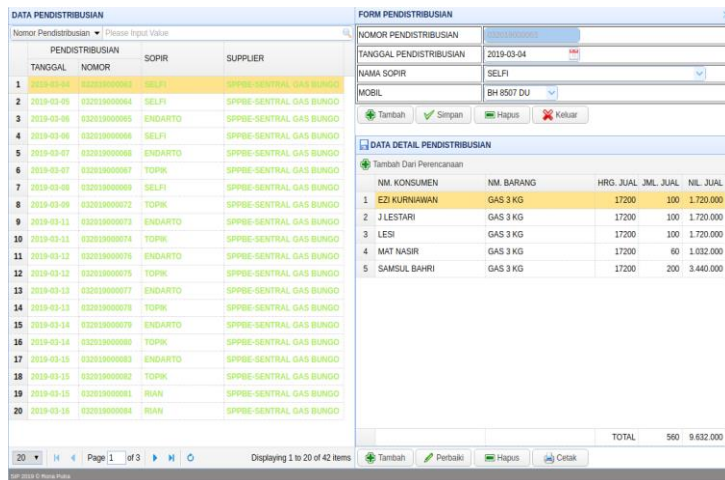 DATA PENDISTRIBUSIAN
Nomor Pendistribusian Please Input Value
PENDISTRIBUSIAN SOPIR SUPPLIER
TANGGAL NOMOR
1 2019-03-04 032019000063 SELFI SPPBE-SENTRAL GAS BUNGO
2 2019-03-05 032019000064 SELFI SPPBE-SENTRAL GAS BUNGO
3 2019-03-06 032019000065 ENDARTO SPPBE-SENTRAL GAS BUNGO
4 2019-03-06 032019000066 SELFI SPPBE-SENTRAL GAS BUNGO
5 2019-03-07 032019000068 ENDARTO SPPBE-SENTRAL GAS BUNGO
6 2019-03-07 032019000067 TOPIK SPPBE-SENTRAL GAS BUNGO
7 2019-03-08 032019000069 SELFI SPPBE-SENTRAL GAS BUNGO
8 2019-03-09 032019000072 TOPIK SPPBE-SENTRAL GAS BUNGO
9 2019-03-11 032019000073 ENDARTO SPPBE-SENTRAL GAS BUNGO
10 2019-03-11 032019000074 TOPIK SPPBE-SENTRAL GAS BUNGO
11 2019-03-12 032019000076 ENDARTO SPPBE-SENTRAL GAS BUNGO
12 2019-03-12 032019000075 TOPIK SPPBE-SENTRAL GAS BUNGO
13 2019-03-13 032019000077 ENDARTO SPPBE-SENTRAL GAS BUNGO
14 2019-03-13 032019000078 TOPIK SPPBE-SENTRAL GAS BUNGO
15 2019-03-14 032019000079 ENDARTO SPPBE-SENTRAL GAS BUNGO
16 2019-03-14 032019000080 TOPIK SPPBE-SENTRAL GAS BUNGO
17 2019-03-15 032019000083 ENDARTO SPPBE-SENTRAL GAS BUNGO
18 2019-03-15 032019000082 TOPIK SPPBE-SENTRAL GAS BUNGO
19 2019-03-15 032019000081 RIAN SPPBE-SENTRAL GAS BUNGO
20 2019-03-16 032019000084 RIAN SPPBE-SENTRAL GAS BUNGO
20 Page 1 of 3 Displaying 1 to 20 of 42 items
SIP 2019 © Rona Putra
FORM PENDISTRIBUSIAN
NOMOR PENDISTRIBUSIAN 032019000063
TANGGAL PENDISTRIBUSIAN 2019-03-04
NAMA SOPIR SELFI
MOBIL BH 8507 DU
Tambah Simpan Hapus Keluar
DATA DETAIL PENDISTRIBUSIAN
Tambah Dari Perencanaan
NM. KONSUMEN NM. BARANG HRG. JUAL JML. JUAL NIL. JUAL
1 EZI KURNIAWAN GAS 3 KG 17200 100 1.720.000
2 J LESTARI GAS 3 KG 17200 100 1.720.000
3 LESI GAS 3 KG 17200 100 1.720.000
4 MAT NASIR GAS 3 KG 17200 60 1.032.000
5 SAMSUL BAHRI GAS 3 KG 17200 200 3.440.000
TOTAL 560 9.632.000
Tambah Perbaiki Hapus Cetak